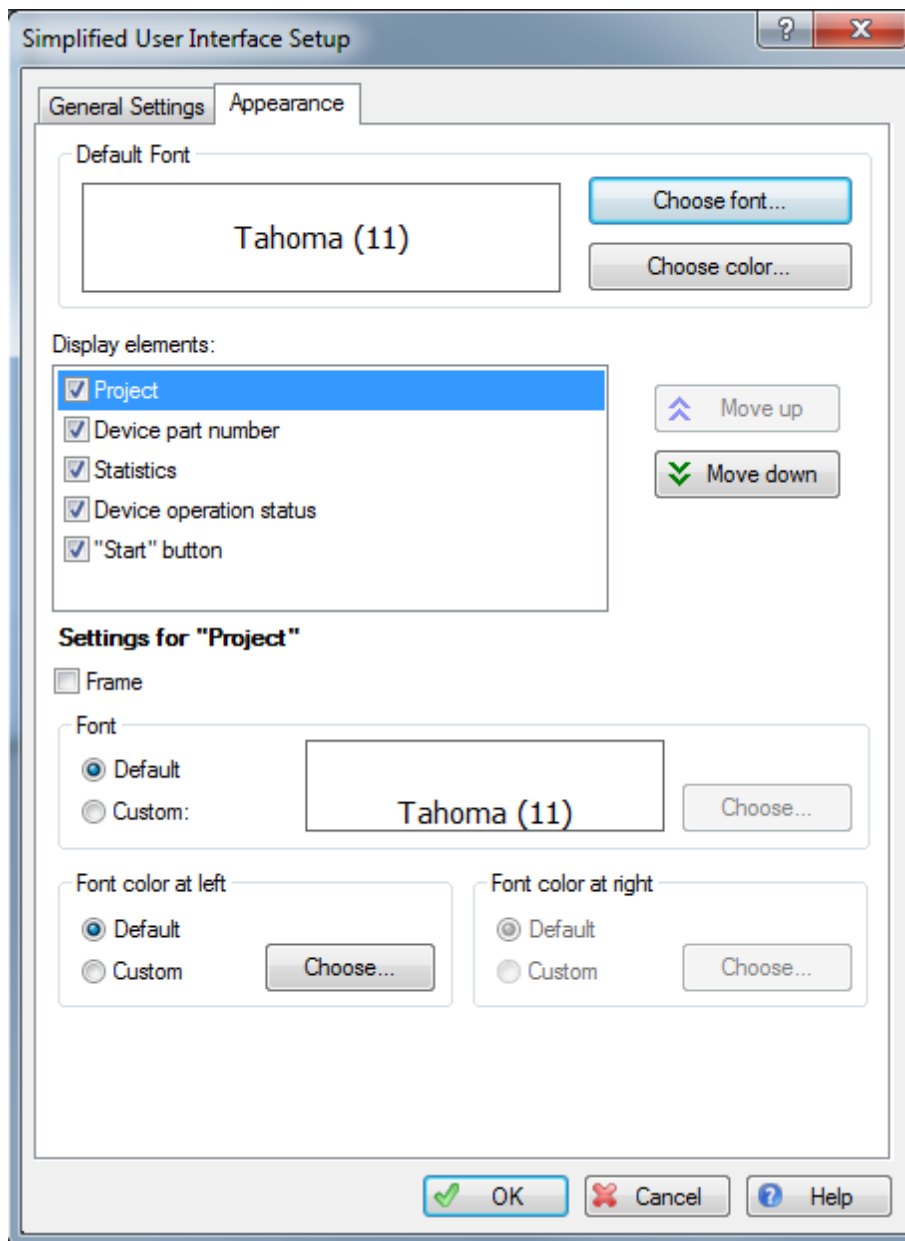 Simplified User Interface Setup
General Settings
Appearance
Default Font
Tahoma (11)
Choose font...
Choose color...
Display elements:
Project
Device part number
Statistics
Device operation status
"Start" button
Move up
Move down
Settings for "Project"
Frame
Font
Default
Custom:
Tahoma (11)
Choose...
Font color at left
Default
Custom
Choose...
Font color at right
Default
Custom
Choose...
OK
Cancel
Help